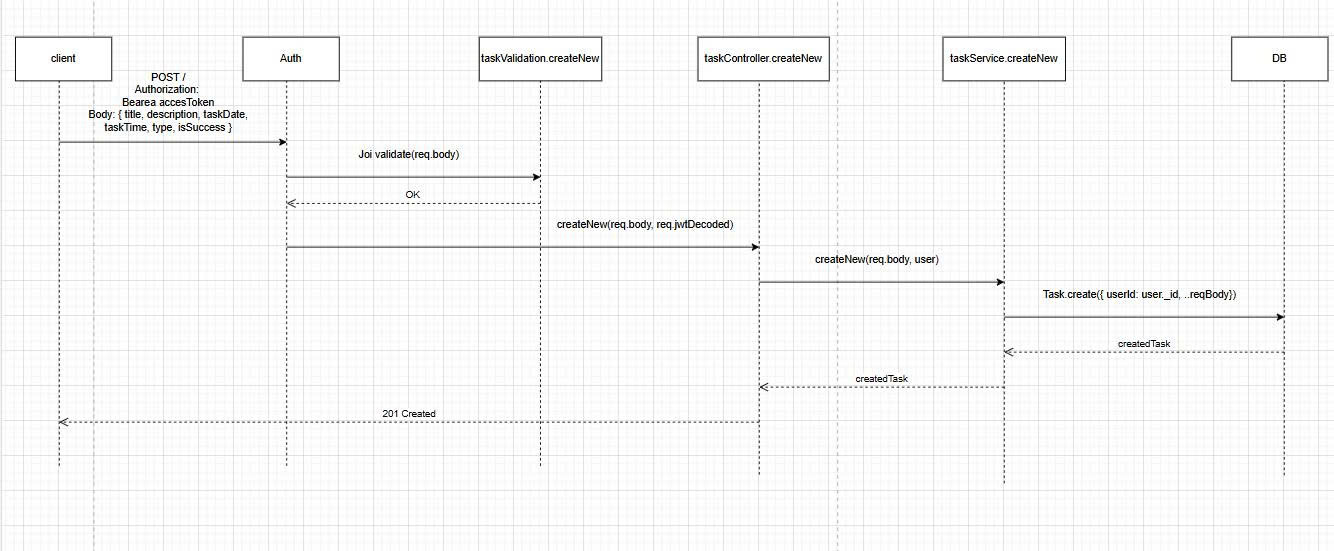 client
Auth
taskValidation.createNew
taskController.createNew
taskService.createNew
DB
POST /
Authorization:
Bearea accesToken
Body: { title, description, taskDate,
taskTime, type, isSuccess }
Joi validate(req.body)
OK
createNew(req.body, req.jwtDecoded)
createNew(req.body, user)
Task.create({ userId: user._id, ..reqBody})
createdTask
createdTask
201 Created